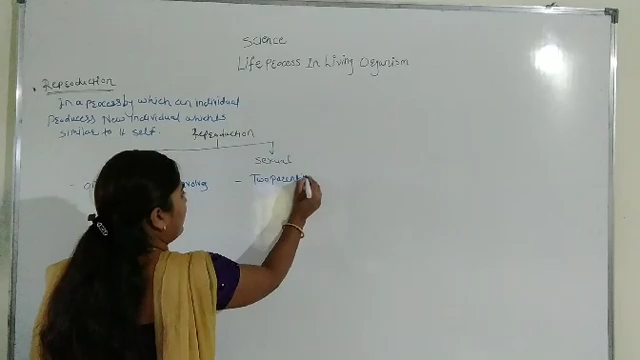 Science
Life Process In Living Organism
Reproduction
In a process by which an individual
Producess New individual which is
similar to it self.
Reproduction
sexual
- Two parent